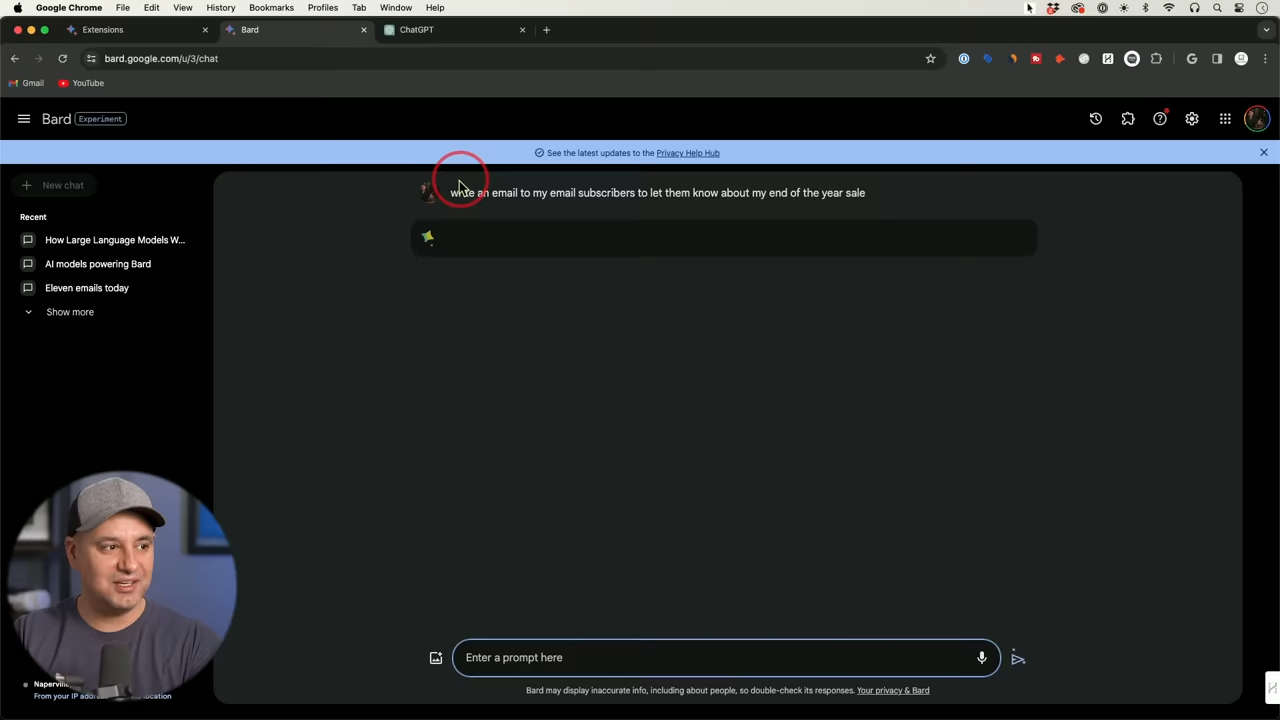 Google Chrome File Edit View History Bookmarks Profiles Tab Window Help
Extensions Bard ChatGPT
bard.google.com/u/3/chat
Gmail YouTube
Bard Experiment
See the latest updates to the Privacy Help Hub
New chat
write an email to my email subscribers to let them know about my end of the year sale
Recent
How Large Language Models W...
AI models powering Bard
Eleven emails today
Show more
Enter a prompt here
From your IP
Bard may display inaccurate info, including about people, so double-check its responses. Your privacy & Bard